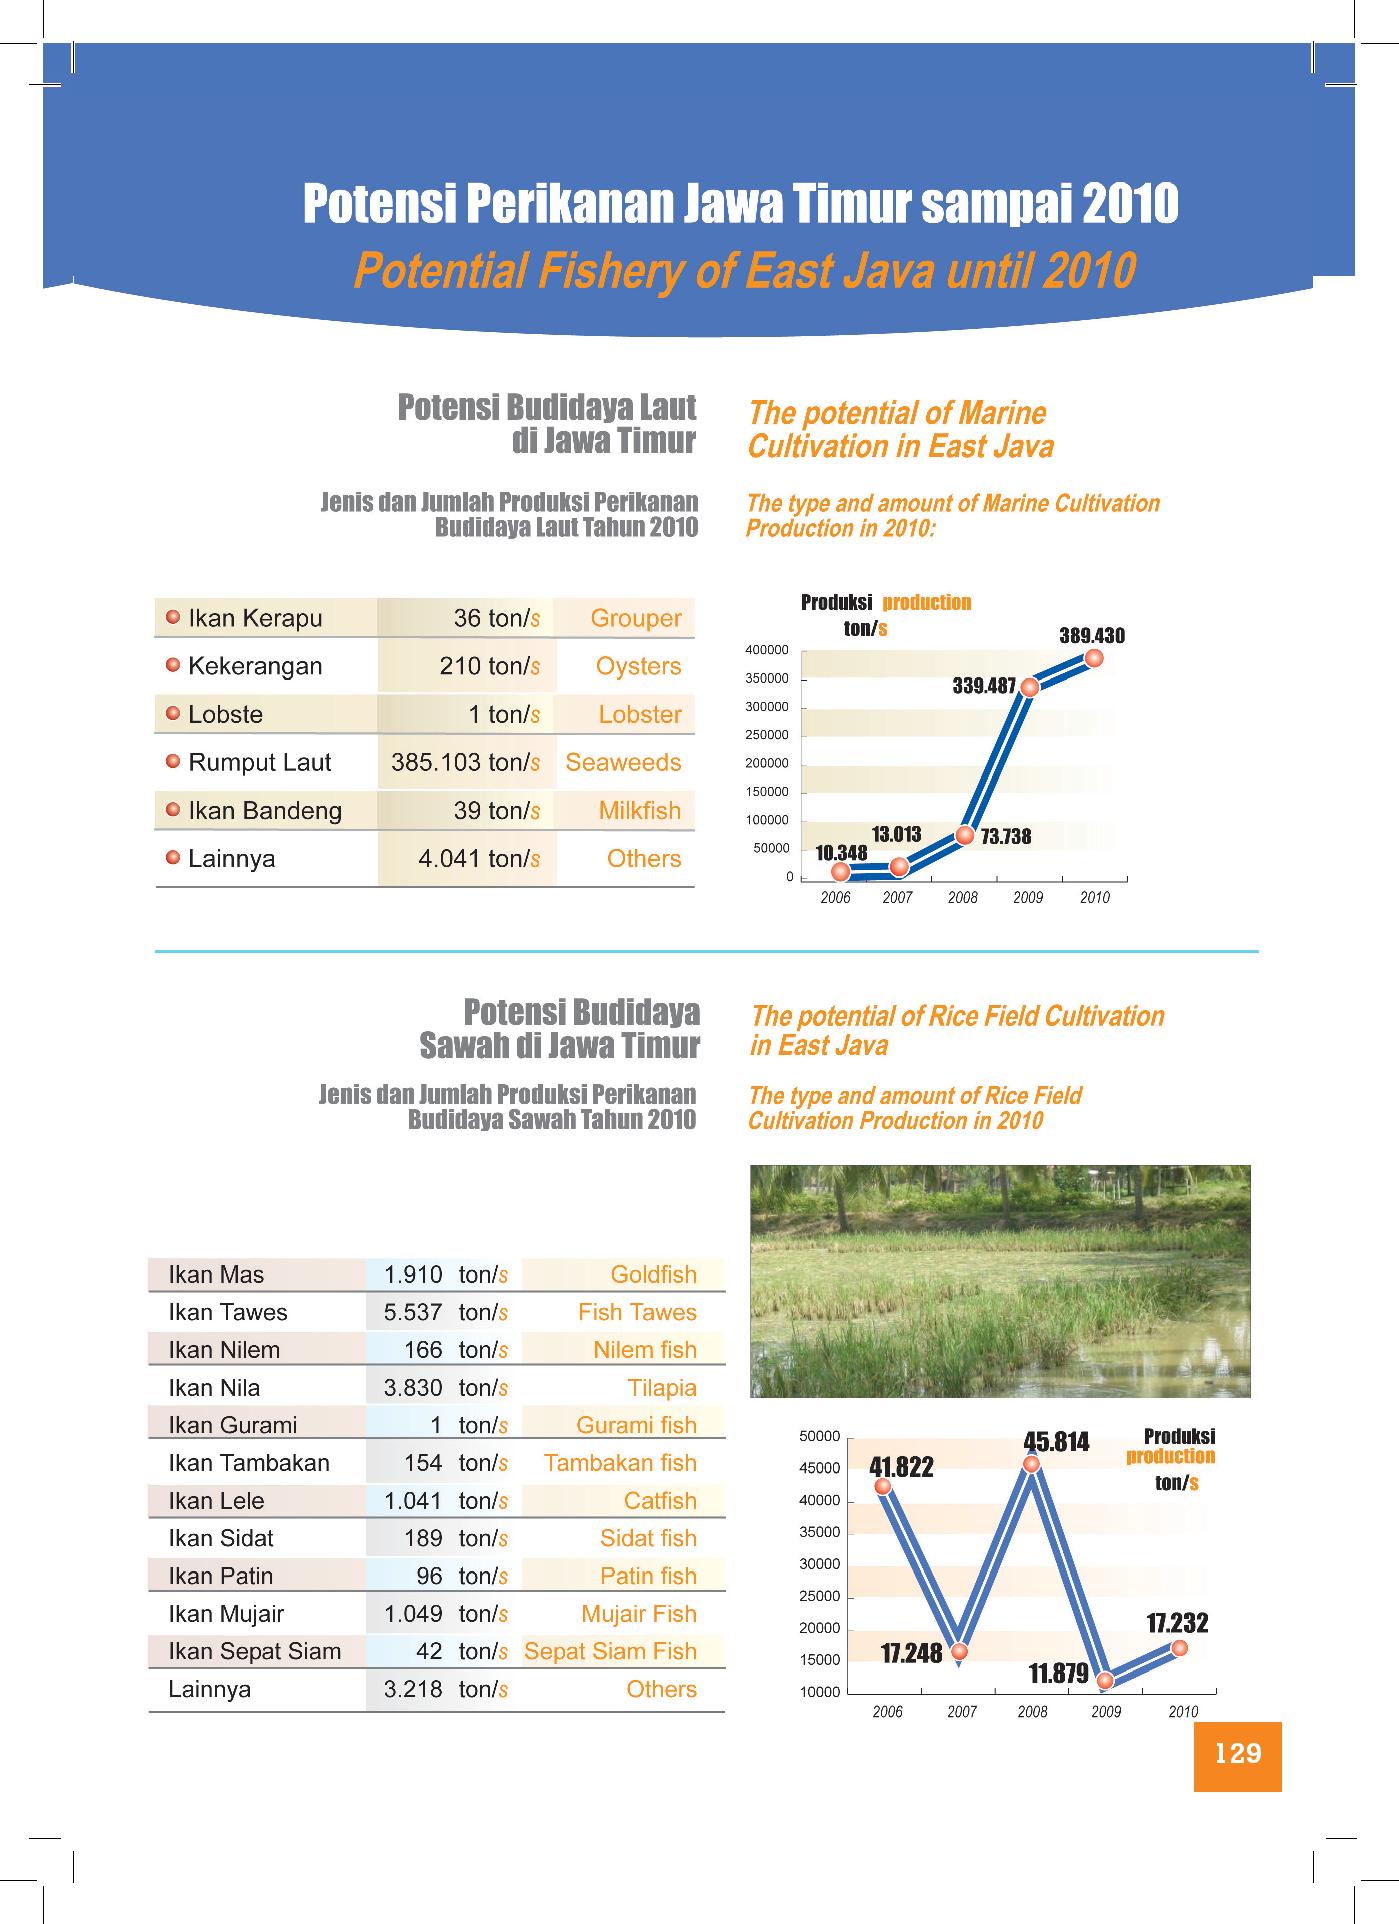 Potensi Perikanan Jawa Timur sampai 2010
Potential Fishery of East Java until 2010
Potensi Budidaya Laut
di Jawa Timur
Jenis dan Jumlah Produksi Perikanan
Budidaya Laut Tahun 2010
The potential of Marine
Cultivation in East Java
The type and amount of Marine Cultivation
Production in 2010:
Ikan Kerapu 36 ton/s Grouper
Kekerangan 210 ton/s Oysters
Lobste 1 ton/s Lobster
Rumput Laut 385.103 ton/s Seaweeds
Ikan Bandeng 39 ton/s Milkfish
Lainnya 4.041 ton/s Others
Produksi production
ton/s
400000
350000
300000
250000
200000
150000
100000
50000
0
10.348
13.013
73.738
339.487
389.430
2006 2007 2008 2009 2010
Potensi Budidaya
Sawah di Jawa Timur
Jenis dan Jumlah Produksi Perikanan
Budidaya Sawah Tahun 2010
The potential of Rice Field Cultivation
in East Java
The type and amount of Rice Field
Cultivation Production in 2010
Ikan Mas 1.910 ton/s Goldfish
Ikan Tawes 5.537 ton/s Fish Tawes
Ikan Nilem 166 ton/s Nilem fish
Ikan Nila 3.830 ton/s Tilapia
Ikan Gurami 1 ton/s Gurami fish
Ikan Tambakan 154 ton/s Tambakan fish
Ikan Lele 1.041 ton/s Catfish
Ikan Sidat 189 ton/s Sidat fish
Ikan Patin 96 ton/s Patin fish
Ikan Mujair 1.049 ton/s Mujair Fish
Ikan Sepat Siam 42 ton/s Sepat Siam Fish
Lainnya 3.218 ton/s Others
Produksi
production
ton/s
50000
45000
40000
35000
30000
25000
20000
15000
10000
41.822
17.248
45.814
11.879
17.232
2006 2007 2008 2009 2010
129